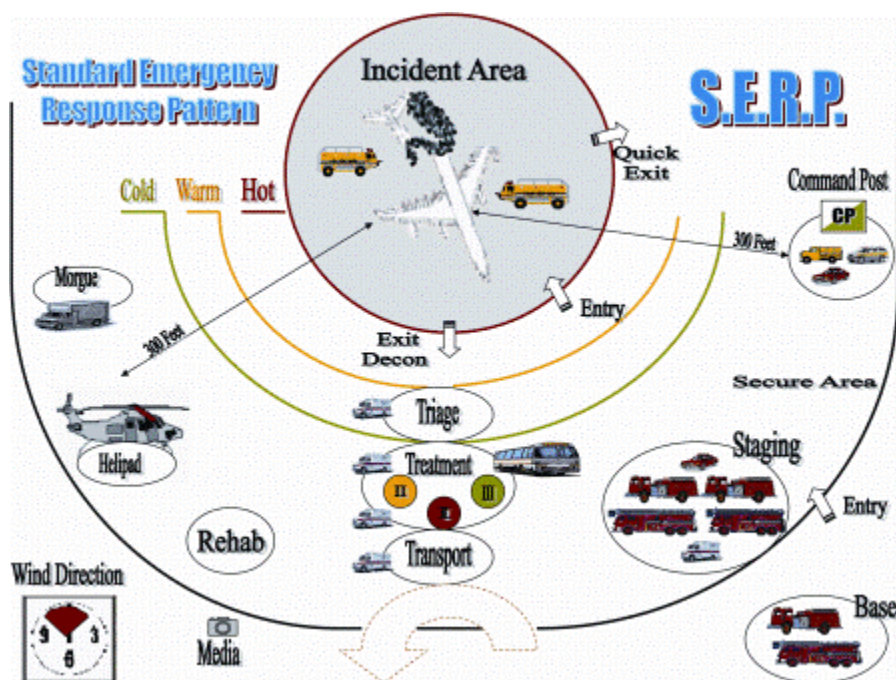 Standard Emergency
Response Pattern
Incident Area
S.E.R.P.
Quick
Exit
Cold
Warm
Hot
Command Post
CP
300 Feet
Morgue
300 Feet
Entry
Exit
Decon
Secure Area
Triage
Helipad
Treatment
II
III
Staging
Entry
Rehab
Transport
Wind Direction
9
3
6
Media
Base